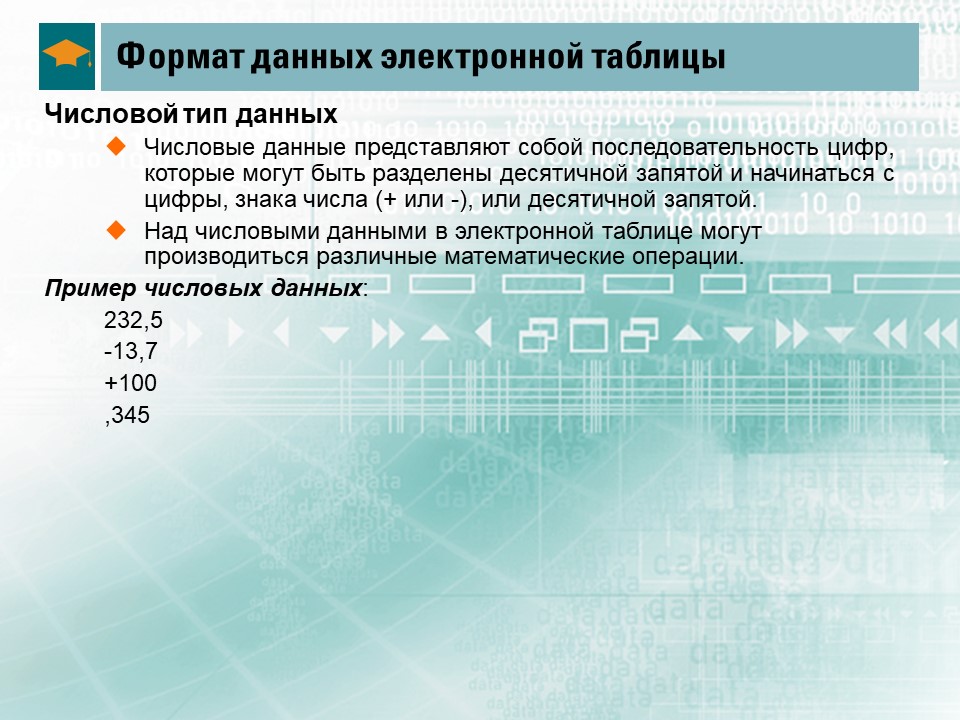 Формат данных электронной таблицы
Числовой тип данных
Числовые данные представляют собой последовательность цифр,
которые могут быть разделены десятичной запятой и начинаться с
цифры, знака числа (+ или -), или десятичной запятой.
Над числовыми данными в электронной таблице могут
производиться различные математические операции.
Пример числовых данных:
232,5
-13,7
+100
,345